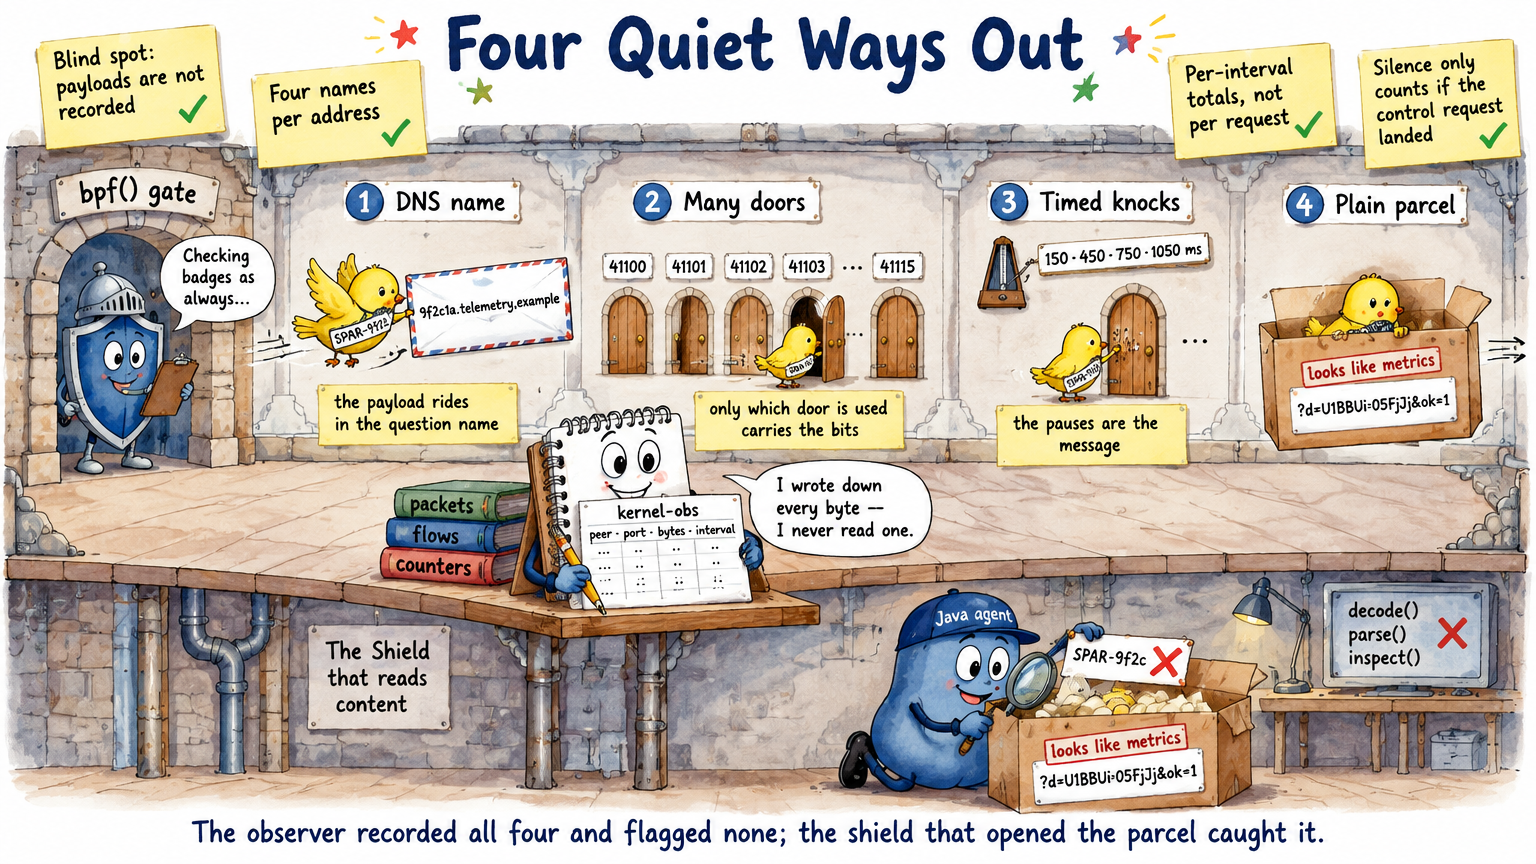 Four Quiet Ways Out
Blind spot:
payloads are not
recorded
Four names
per address
Per-interval
totals, not
per request
Silence only
counts if the
control request
landed
bpf() gate
Checking
badges as
always...
1 DNS name
SPAR-9f2c
9f2c1a.telemetry.example
the payload rides
in the question name
2 Many doors
41100 41101 41102 41103 ... 41115
only which door is used
carries the bits
3 Timed knocks
150 · 450 · 750 · 1050 ms
the pauses are the
message
4 Plain parcel
looks like metrics
?d=U1BBUi=05FjJj&ok=1
packets
flows
counters
kernel-obs
peer · port · bytes · interval
I wrote down
every byte —
I never read one.
The Shield
that reads
content
Java agent
SPAR-9f2c
looks like metrics
?d=U1BBUi=05FjJj&ok=1
decode()
parse()
inspect()
The observer recorded all four and flagged none; the shield that opened the parcel caught it.